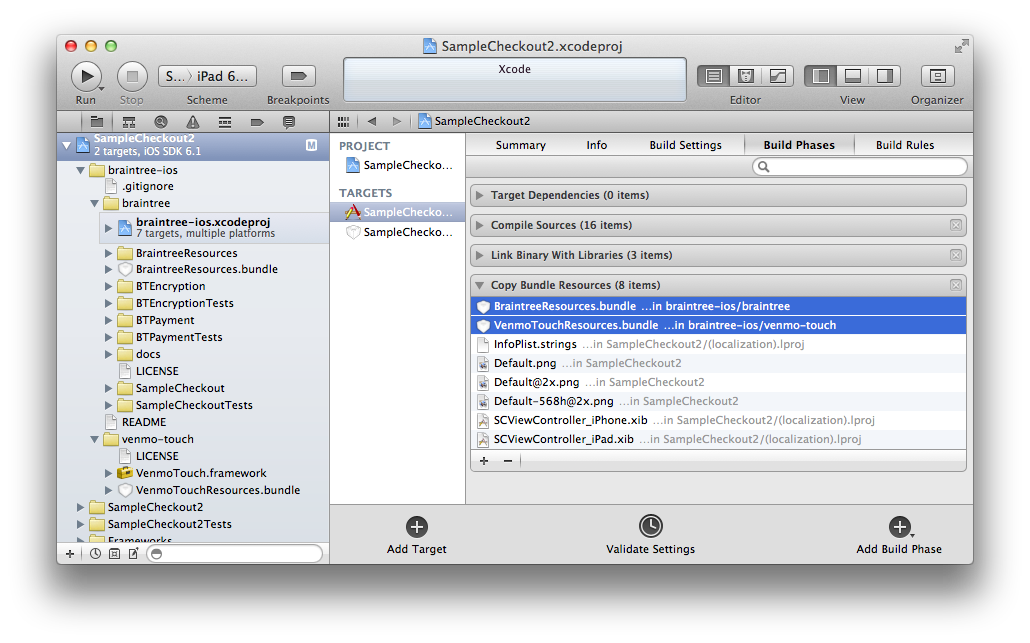 SampleCheckout2.xcodeproj
S... 〉 iPad 6...
Xcode
Run
Stop
Scheme
Breakpoints
Editor
View
Organizer
SampleCheckout2
SampleCheckout2
2 targets, iOS SDK 6.1
M
braintree-ios
.gitignore
braintree
braintree-ios.xcodeproj
7 targets, multiple platforms
BraintreeResources
BraintreeResources.bundle
BTEncryption
BTEncryptionTests
BTPayment
BTPaymentTests
docs
LICENSE
SampleCheckout
SampleCheckoutTests
README
venmo-touch
LICENSE
VenmoTouch.framework
VenmoTouchResources.bundle
SampleCheckout2
SampleCheckout2Tests
Frameworks
PROJECT
SampleChecko...
TARGETS
SampleChecko...
SampleChecko...
Summary
Info
Build Settings
Build Phases
Build Rules
Target Dependencies (0 items)
Compile Sources (16 items)
Link Binary With Libraries (3 items)
Copy Bundle Resources (8 items)
BraintreeResources.bundle ...in braintree-ios/braintree
VenmoTouchResources.bundle ...in braintree-ios/venmo-touch
InfoPlist.strings ...in SampleCheckout2/(localization).lproj
Default.png ...in SampleCheckout2
Default@2x.png ...in SampleCheckout2
Default-568h@2x.png ...in SampleCheckout2
SCViewController_iPhone.xib ...in SampleCheckout2/(localization).lproj
SCViewController_iPad.xib ...in SampleCheckout2/(localization).lproj
Add Target
Validate Settings
Add Build Phase